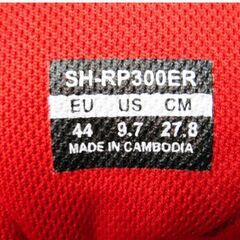 SH-RP300ER
EU US CM
44 9.7 27.8
MADE IN CAMBODIA